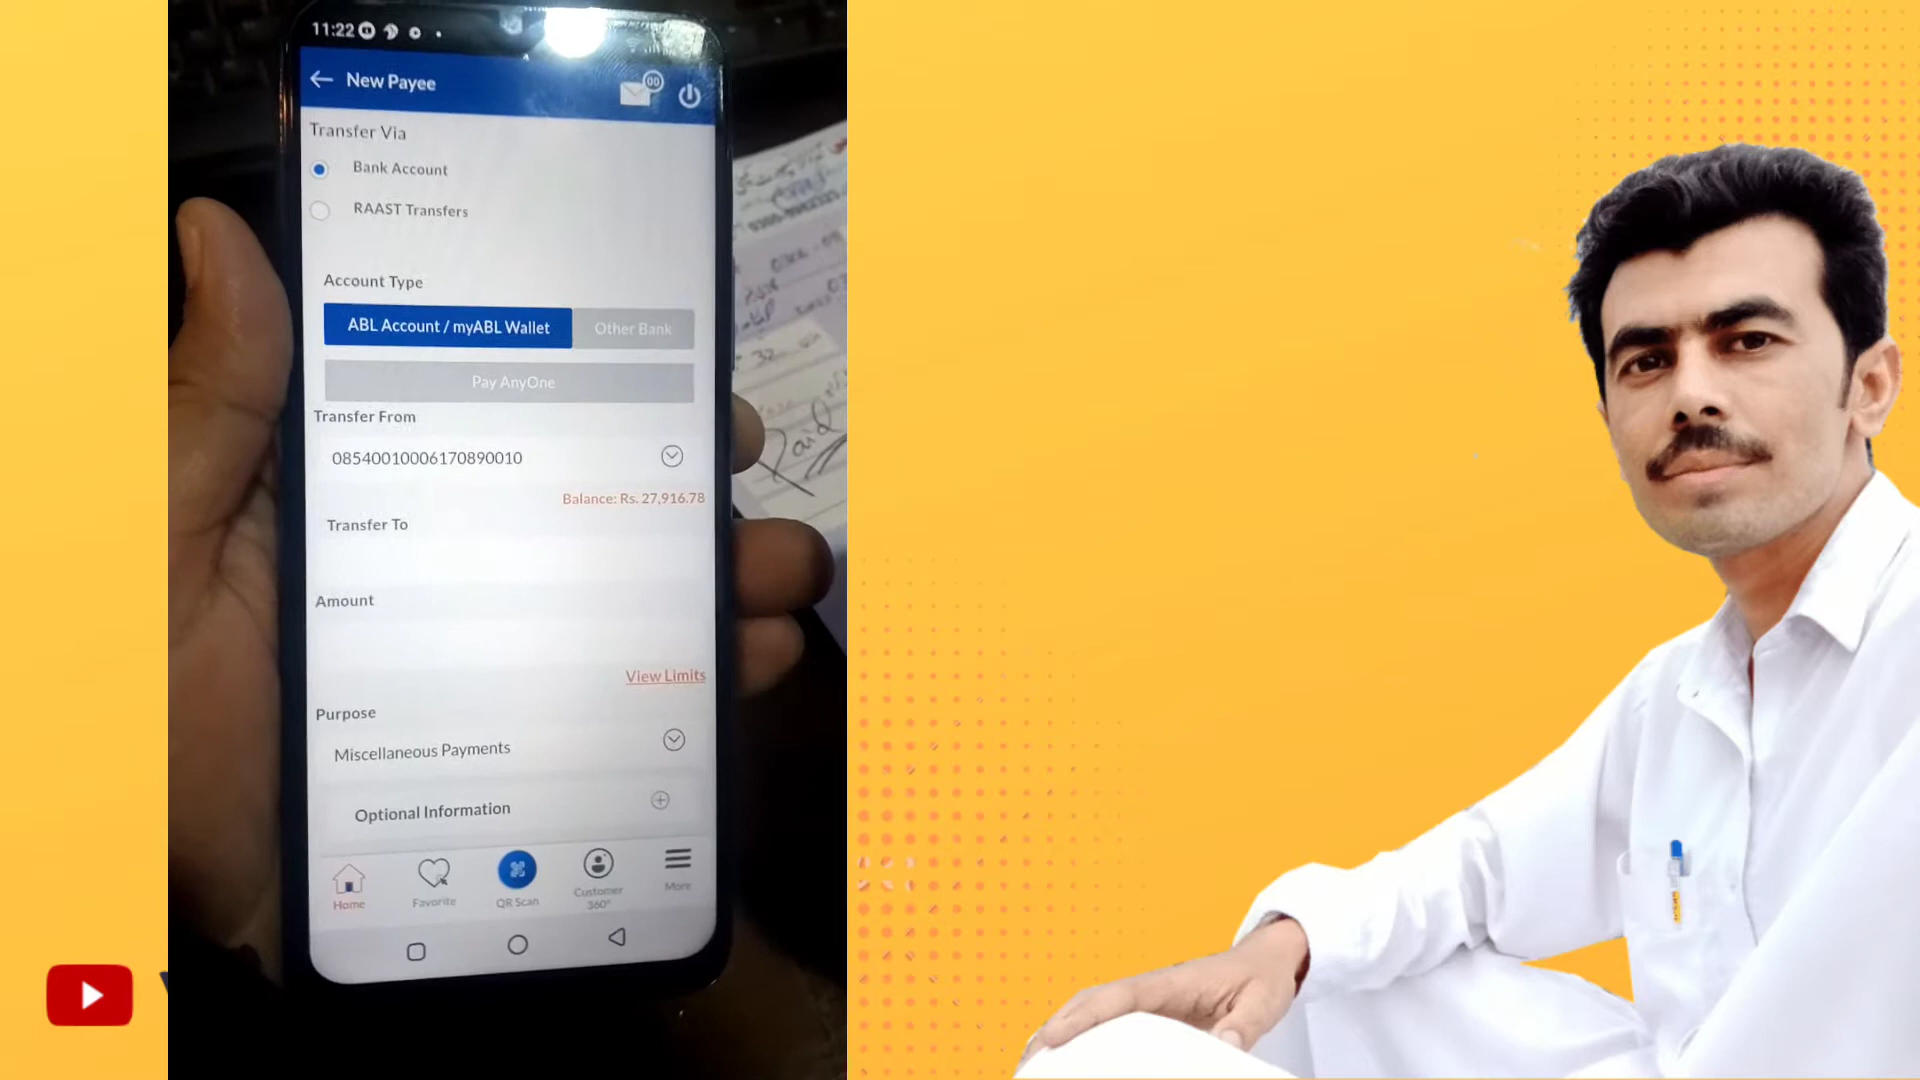 11:22
New Payee
00
Transfer Via
Bank Account
RAAST Transfers
Account Type
ABL Account / myABL Wallet
Other Bank
Pay AnyOne
Transfer From
08540010006170890010
Balance: Rs. 27,916.78
Transfer To
Amount
View Limits
Purpose
Miscellaneous Payments
Optional Information
Home
Favorite
QR Scan
Customer
360°
More
Paid